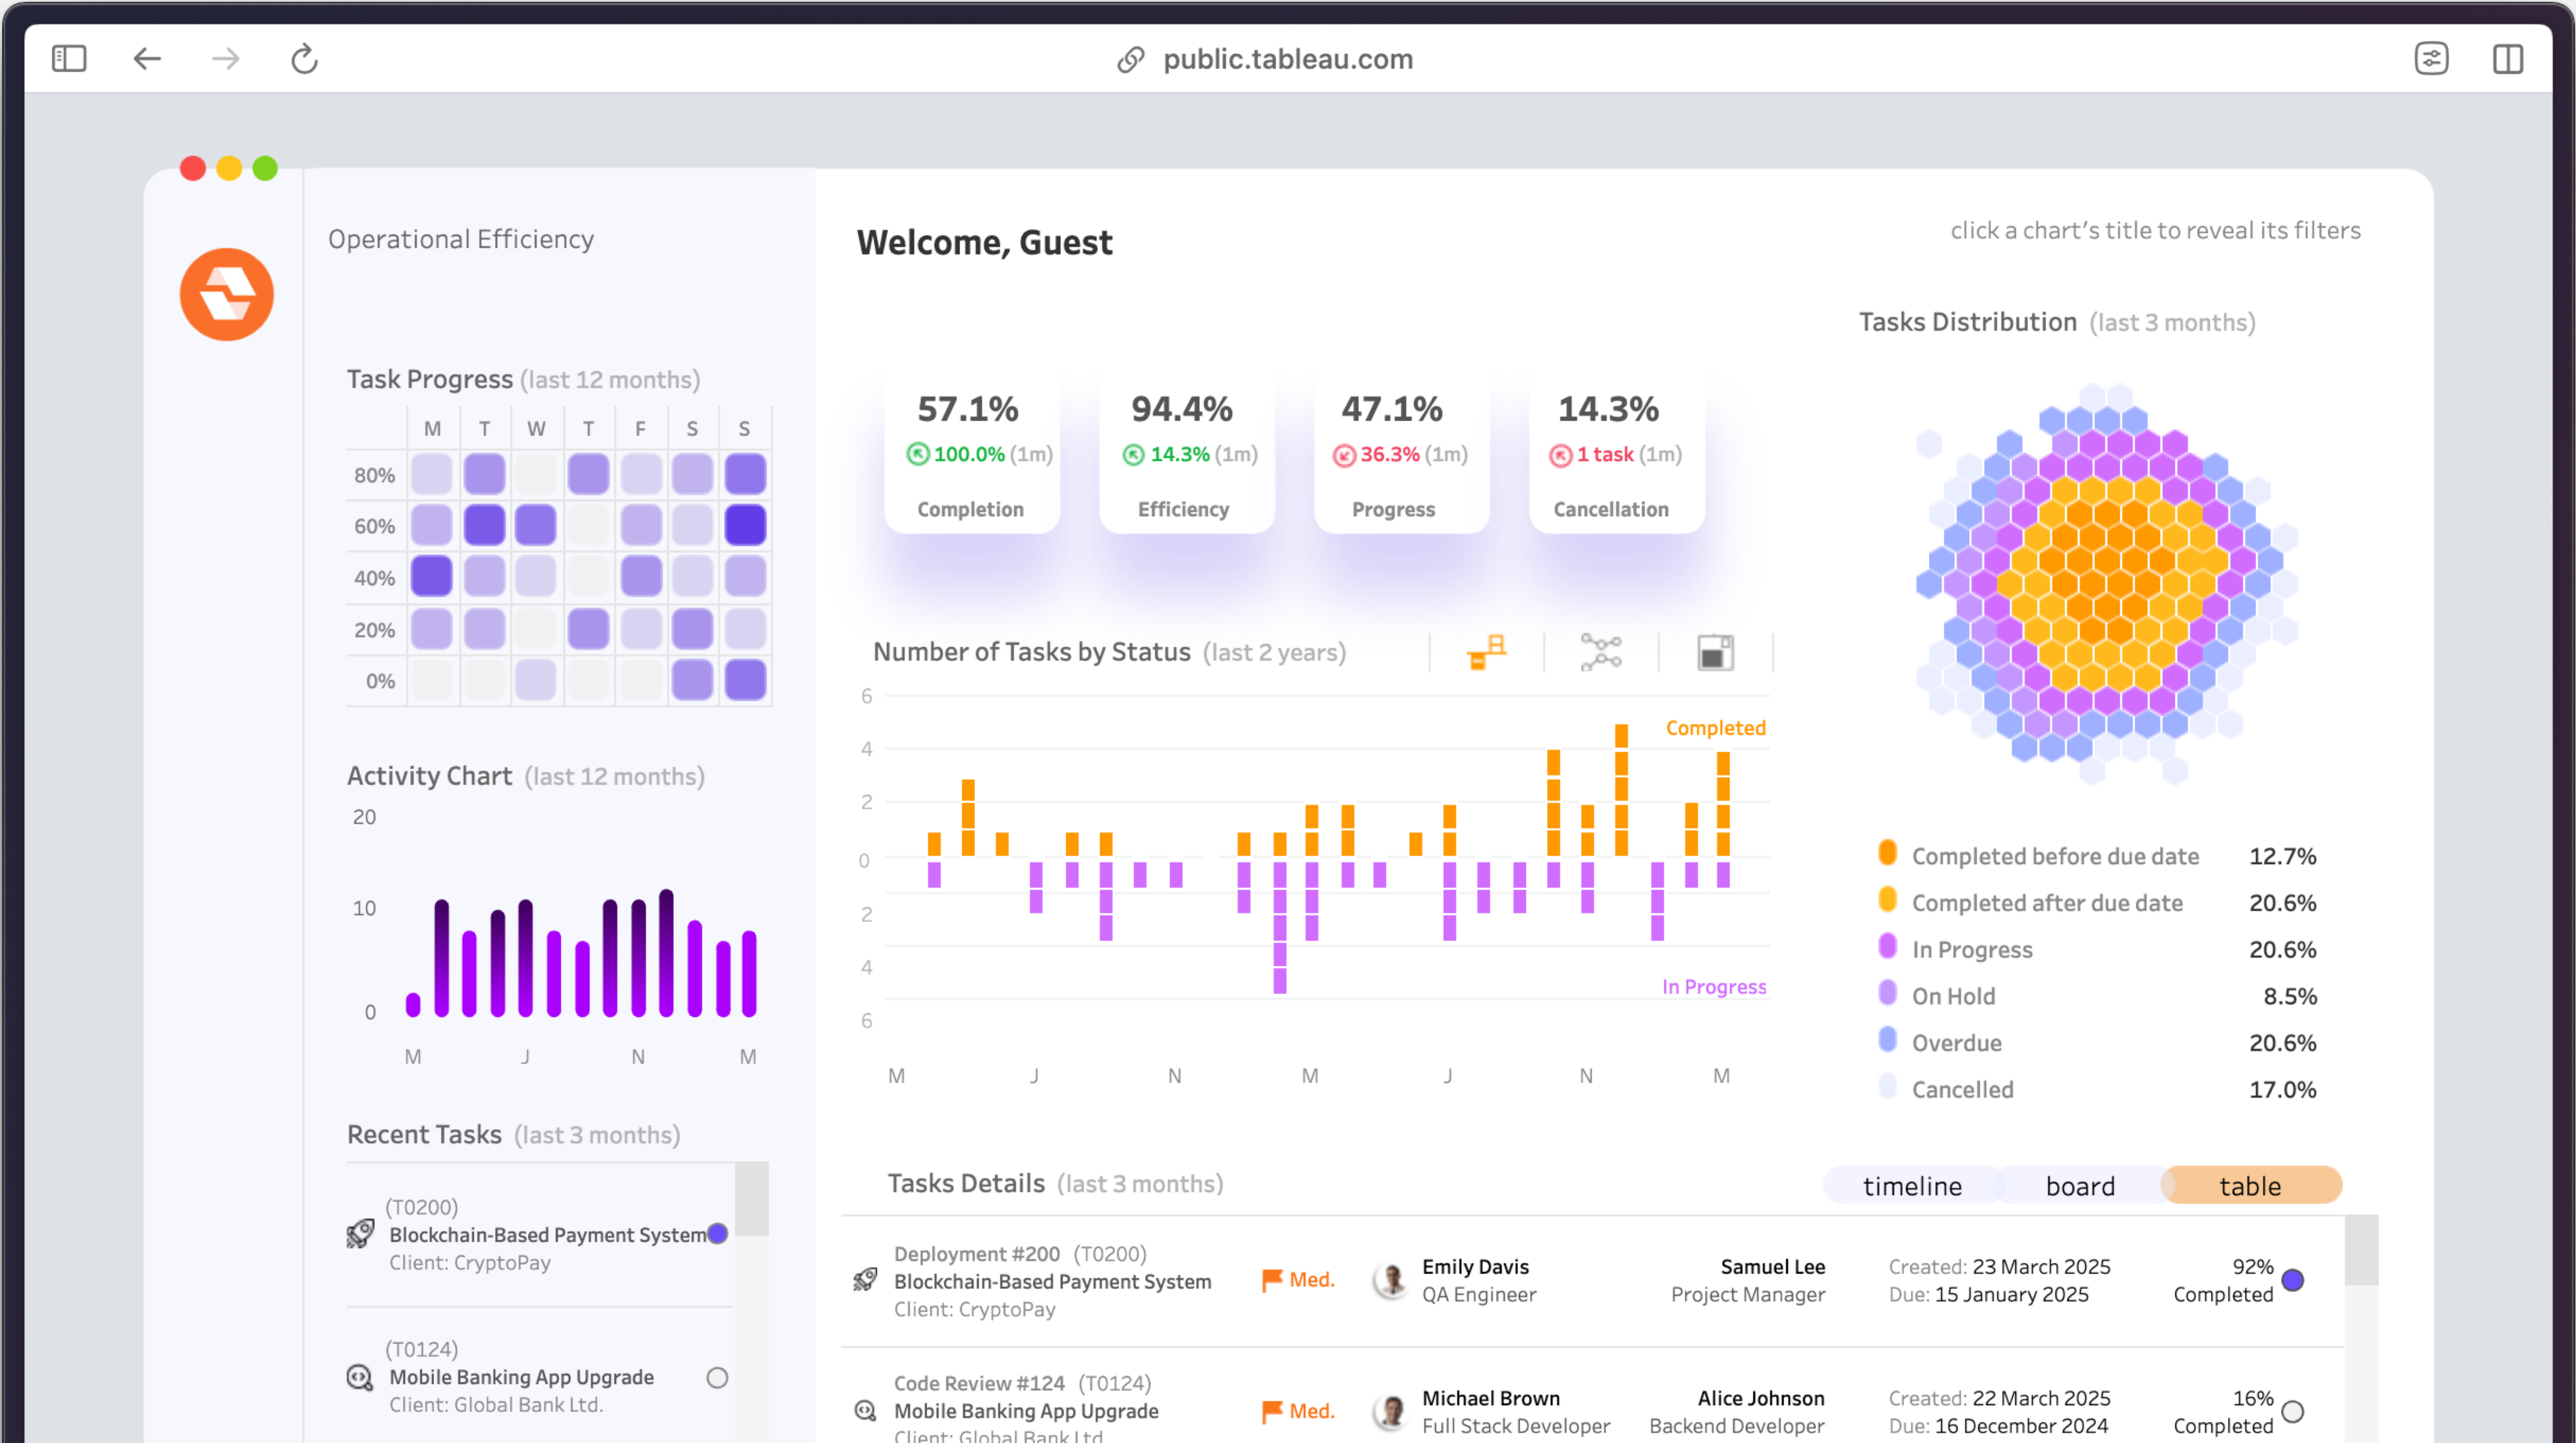 public.tableau.com
Operational Efficiency
Welcome, Guest
click a chart's title to reveal its filters
Task Progress (last 12 months)
M T W T F S S
80%
60%
40%
20%
0%
Activity Chart (last 12 months)
20
10
0
M J N M
Recent Tasks (last 3 months)
(T0200)
Blockchain-Based Payment System
Client: CryptoPay
(T0124)
Mobile Banking App Upgrade
Client: Global Bank Ltd.
57.1%
100.0% (1m)
Completion
94.4%
14.3% (1m)
Efficiency
47.1%
36.3% (1m)
Progress
14.3%
1 task (1m)
Cancellation
Number of Tasks by Status (last 2 years)
6
4
2
0
2
4
6
Completed
In Progress
M J N M J N M
Tasks Distribution (last 3 months)
Completed before due date 12.7%
Completed after due date 20.6%
In Progress 20.6%
On Hold 8.5%
Overdue 20.6%
Cancelled 17.0%
Tasks Details (last 3 months)
timeline board table
Deployment #200 (T0200)
Blockchain-Based Payment System
Client: CryptoPay
Med.
Emily Davis
QA Engineer
Samuel Lee
Project Manager
Created: 23 March 2025
Due: 15 January 2025
92%
Completed
Code Review #124 (T0124)
Mobile Banking App Upgrade
Client: Global Bank Ltd.
Med.
Michael Brown
Full Stack Developer
Alice Johnson
Backend Developer
Created: 22 March 2025
Due: 16 December 2024
16%
Completed